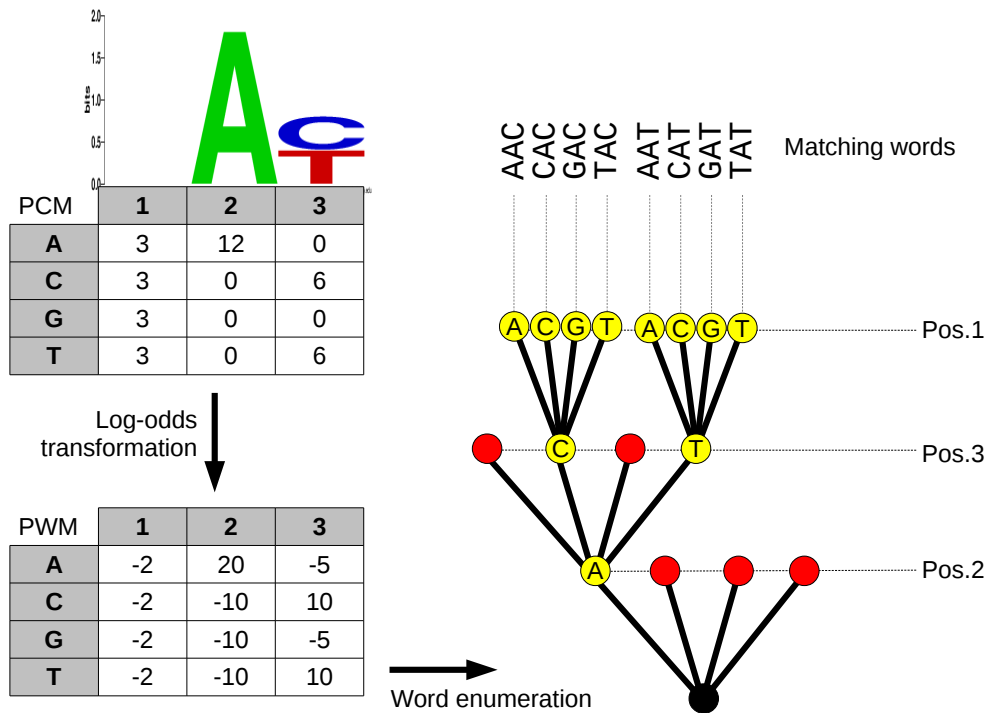 2.0
1.5
1.0
0.5
0.0
bits
A
C
T
PCM 1 2 3
A 3 12 0
C 3 0 6
G 3 0 0
T 3 0 6
Log-odds
transformation
PWM 1 2 3
A -2 20 -5
C -2 -10 10
G -2 -10 -5
T -2 -10 10
Word enumeration
AAC
CAC
GAC
TAC
AAT
CAT
GAT
TAT
Matching words
A C G T A C G T Pos.1
C T Pos.3
A Pos.2